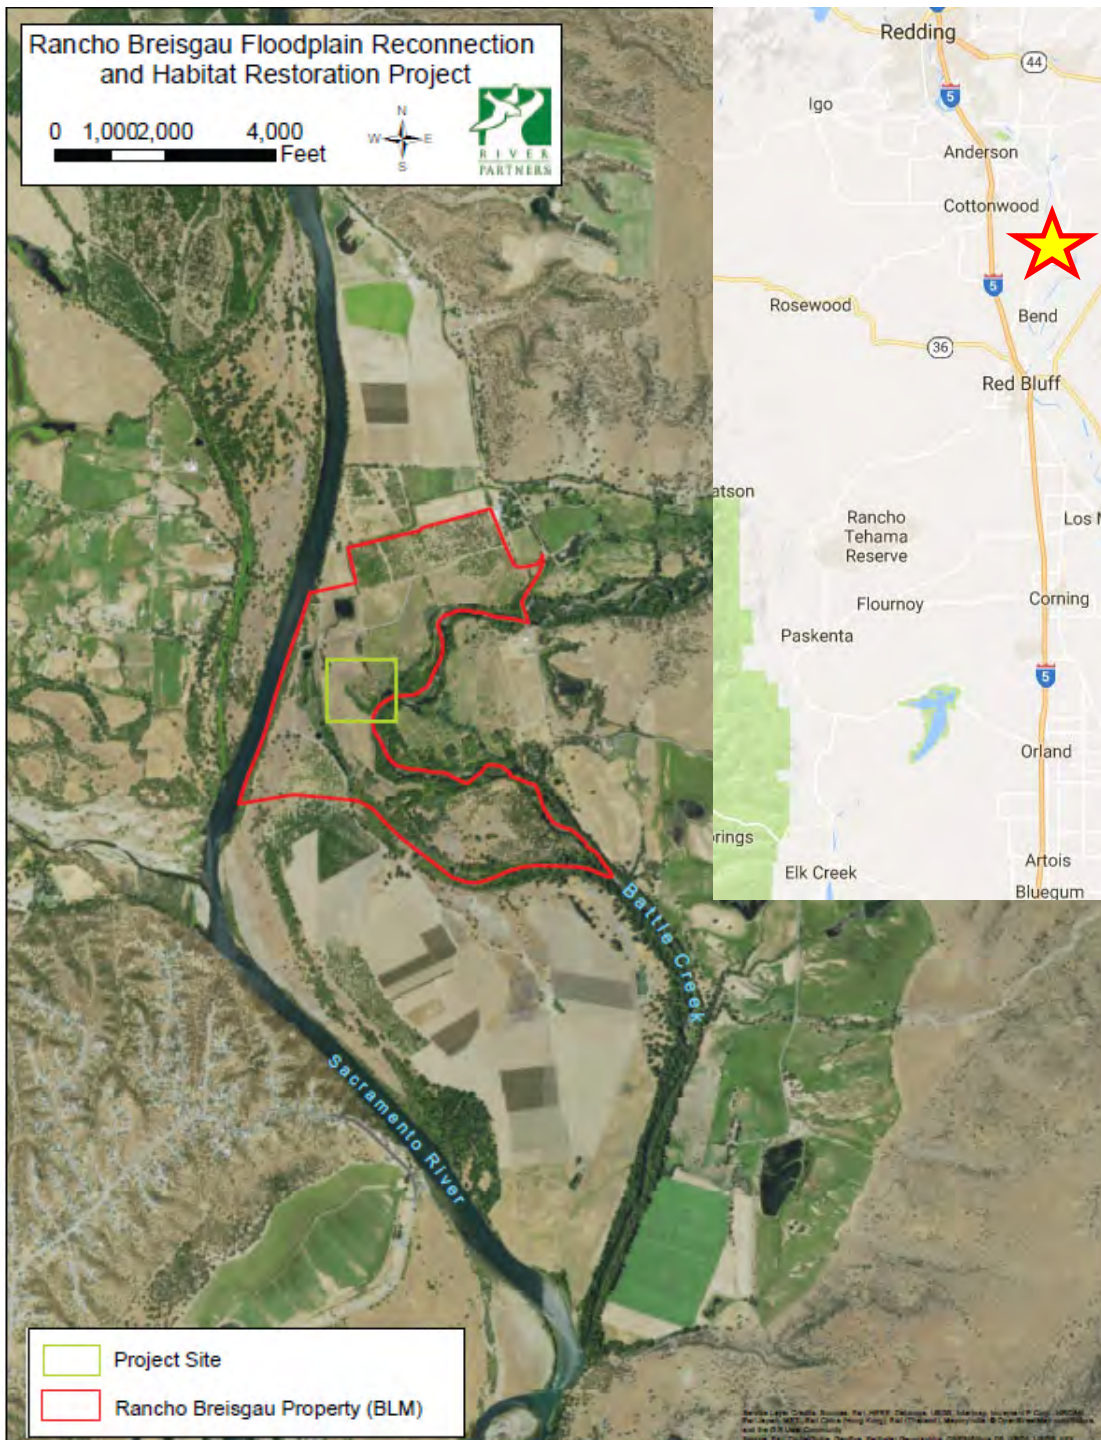 Rancho Breisgau Floodplain Reconnection
and Habitat Restoration Project
0 1,000 2,000 4,000
Feet
N
W E
S
RIVER
PARTNERS
Redding
44
Igo
5
Anderson
Cottonwood
5
Rosewood
Bend
36
Red Bluff
atson
Rancho
Tehama
Reserve
Los M
Flournoy
Corning
Paskenta
5
Orland
rings
Elk Creek
Artois
Bluegum
Battle Creek
Sacramento River
Project Site
Rancho Breisgau Property (BLM)